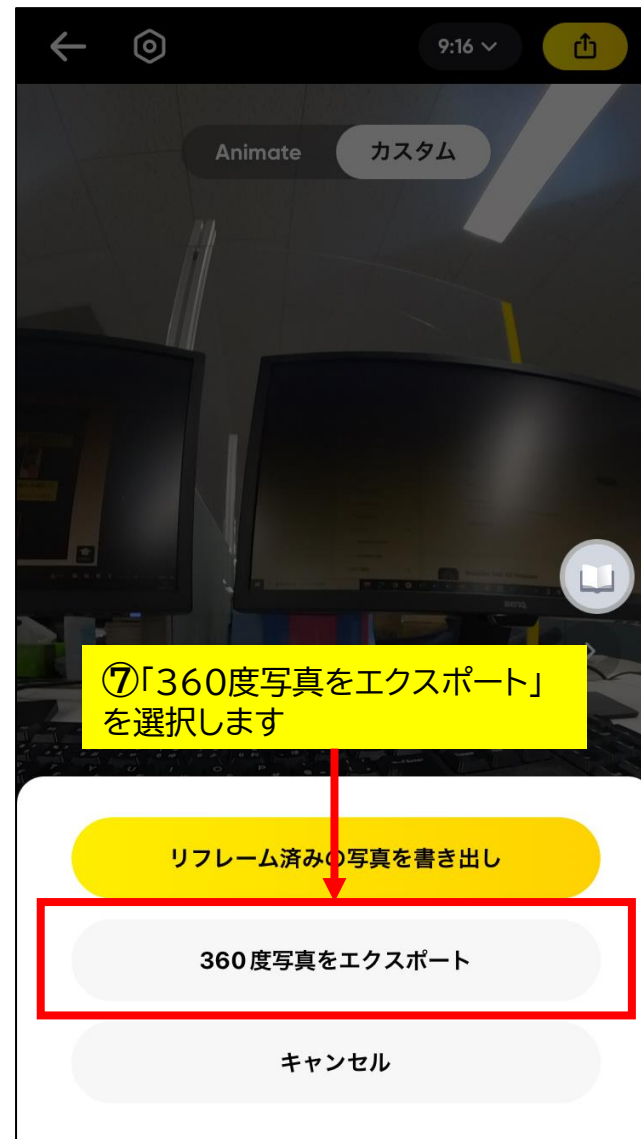 9:16
Animate
カスタム
BenQ
⑦「360度写真をエクスポート」
を選択します
リフレーム済みの写真を書き出し
360度写真をエクスポート
キャンセル